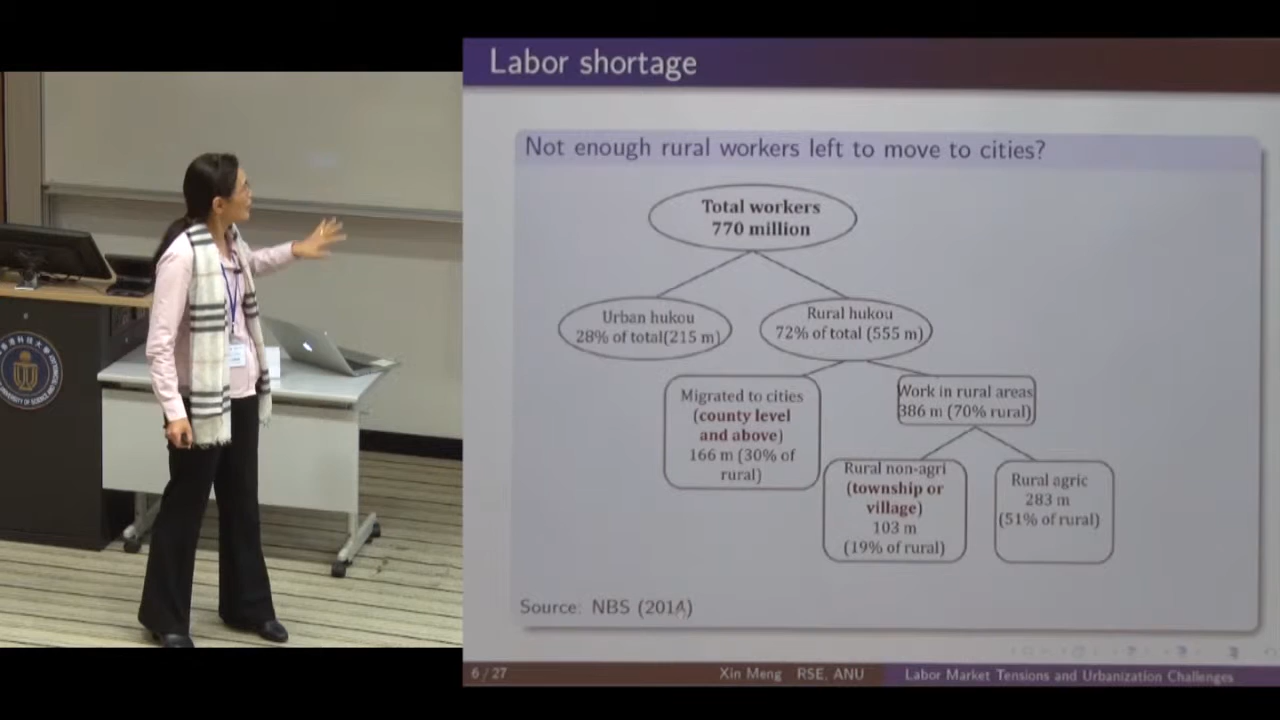 Labor shortage
Not enough rural workers left to move to cities?
Total workers
770 million
Urban hukou
28% of total(215 m)
Rural hukou
72% of total (555 m)
Migrated to cities
(county level
and above)
166 m (30% of
rural)
Work in rural areas
386 m (70% rural)
Rural non-agri
(township or
village)
103 m
(19% of rural)
Rural agric
283 m
(51% of rural)
Source: NBS (2014)
6 / 27
Xin Meng RSE, ANU
Labor Market Tensions and Urbanization Challenges